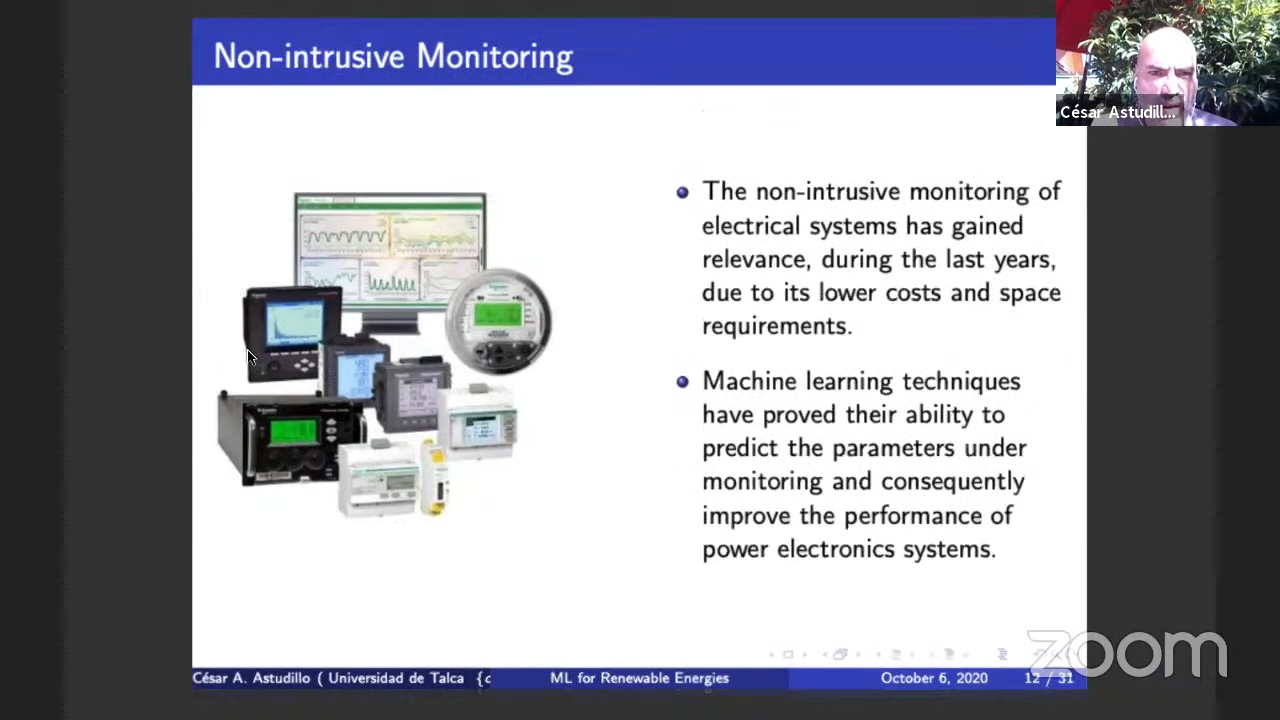 Non-intrusive Monitoring
César Astudill...
The non-intrusive monitoring of
electrical systems has gained
relevance, during the last years,
due to its lower costs and space
requirements.
Machine learning techniques
have proved their ability to
predict the parameters under
monitoring and consequently
improve the performance of
power electronics systems.
zoom
César A. Astudillo ( Universidad de Talca {c
ML for Renewable Energies
October 6, 2020
12 / 31